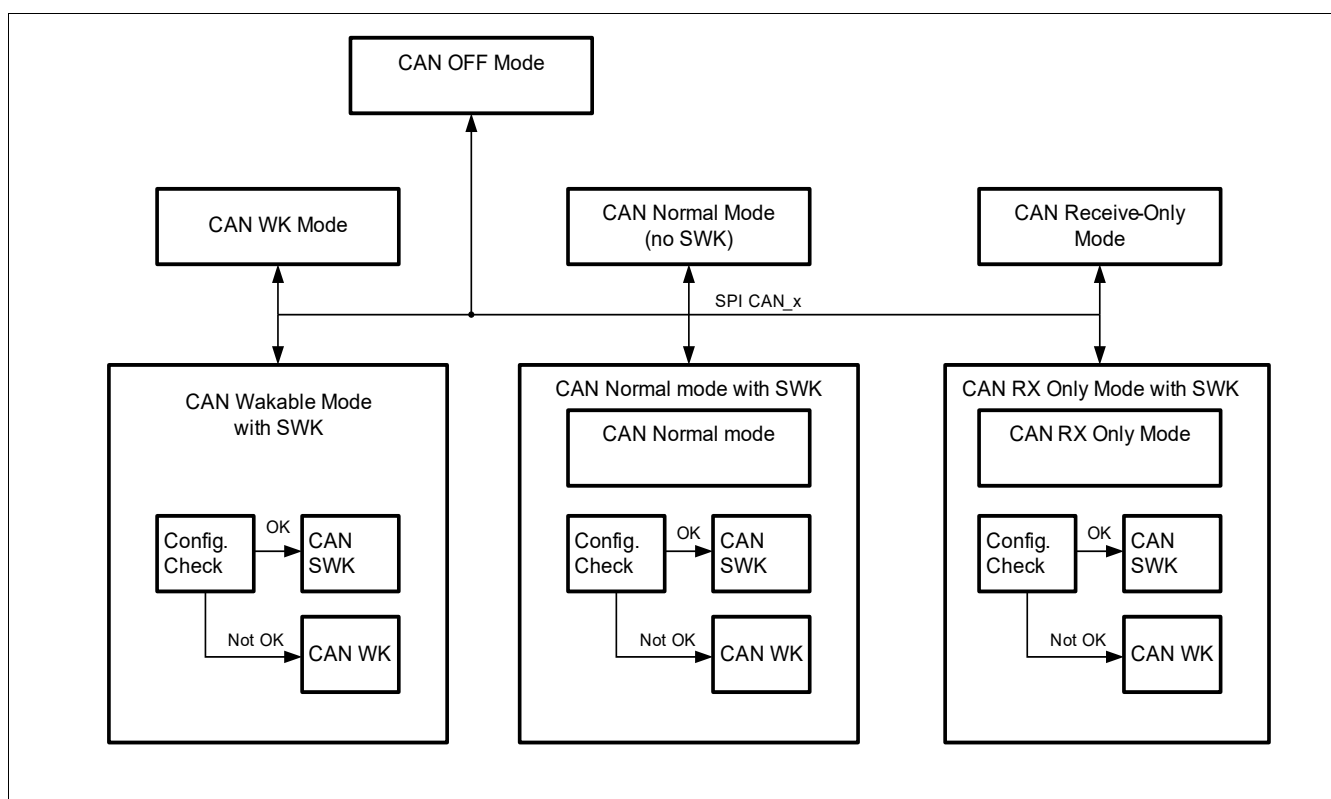 CAN OFF Mode
CAN WK Mode
CAN Normal Mode
(no SWK)
CAN Receive-Only
Mode
SPI CAN_x
CAN Wakable Mode
with SWK
Config.
Check
OK
CAN
SWK
Not OK
CAN WK
CAN Normal mode with SWK
CAN Normal mode
Config.
Check
OK
CAN
SWK
Not OK
CAN WK
CAN RX Only Mode with SWK
CAN RX Only Mode
Config.
Check
OK
CAN
SWK
Not OK
CAN WK